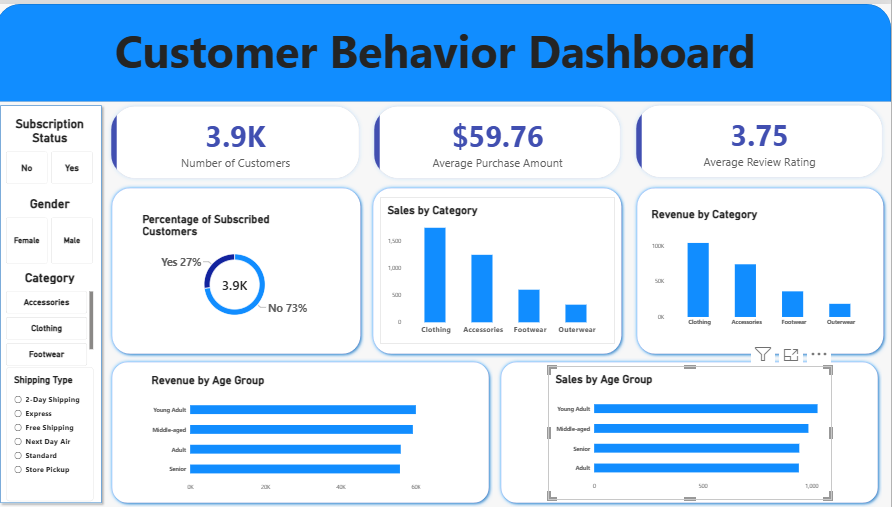 Customer Behavior Dashboard
Subscription
Status
No Yes
Gender
Female Male
Category
Accessories
Clothing
Footwear
Shipping Type
2-Day Shipping
Express
Free Shipping
Next Day Air
Standard
Store Pickup
3.9K
Number of Customers
$59.76
Average Purchase Amount
3.75
Average Review Rating
Percentage of Subscribed
Customers
Yes 27%
3.9K
No 73%
Sales by Category
1,500
1,000
500
0
Clothing Accessories Footwear Outerwear
Revenue by Category
100K
50K
0K
Clothing Accessories Footwear Outerwear
Revenue by Age Group
Young Adult
Middle-aged
Adult
Senior
0K 20K 40K 60K
Sales by Age Group
Young Adult
Middle-aged
Senior
Adult
0 500 1,000